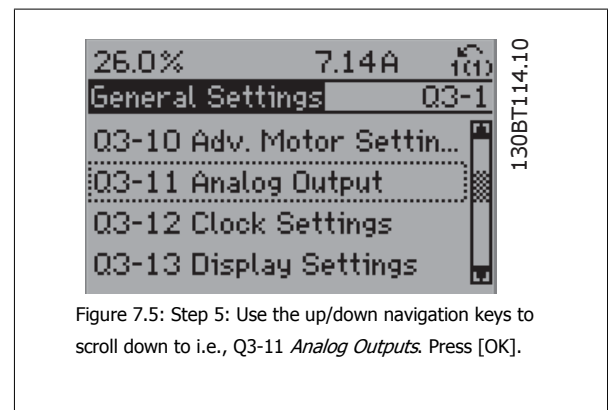 26.0% 7.14A 1(1)
General Settings Q3-1
Q3-10 Adv. Motor Settin...
Q3-11 Analog Output
Q3-12 Clock Settings
Q3-13 Display Settings
130BT114.10
Figure 7.5: Step 5: Use the up/down navigation keys to
scroll down to i.e., Q3-11 Analog Outputs. Press [OK].